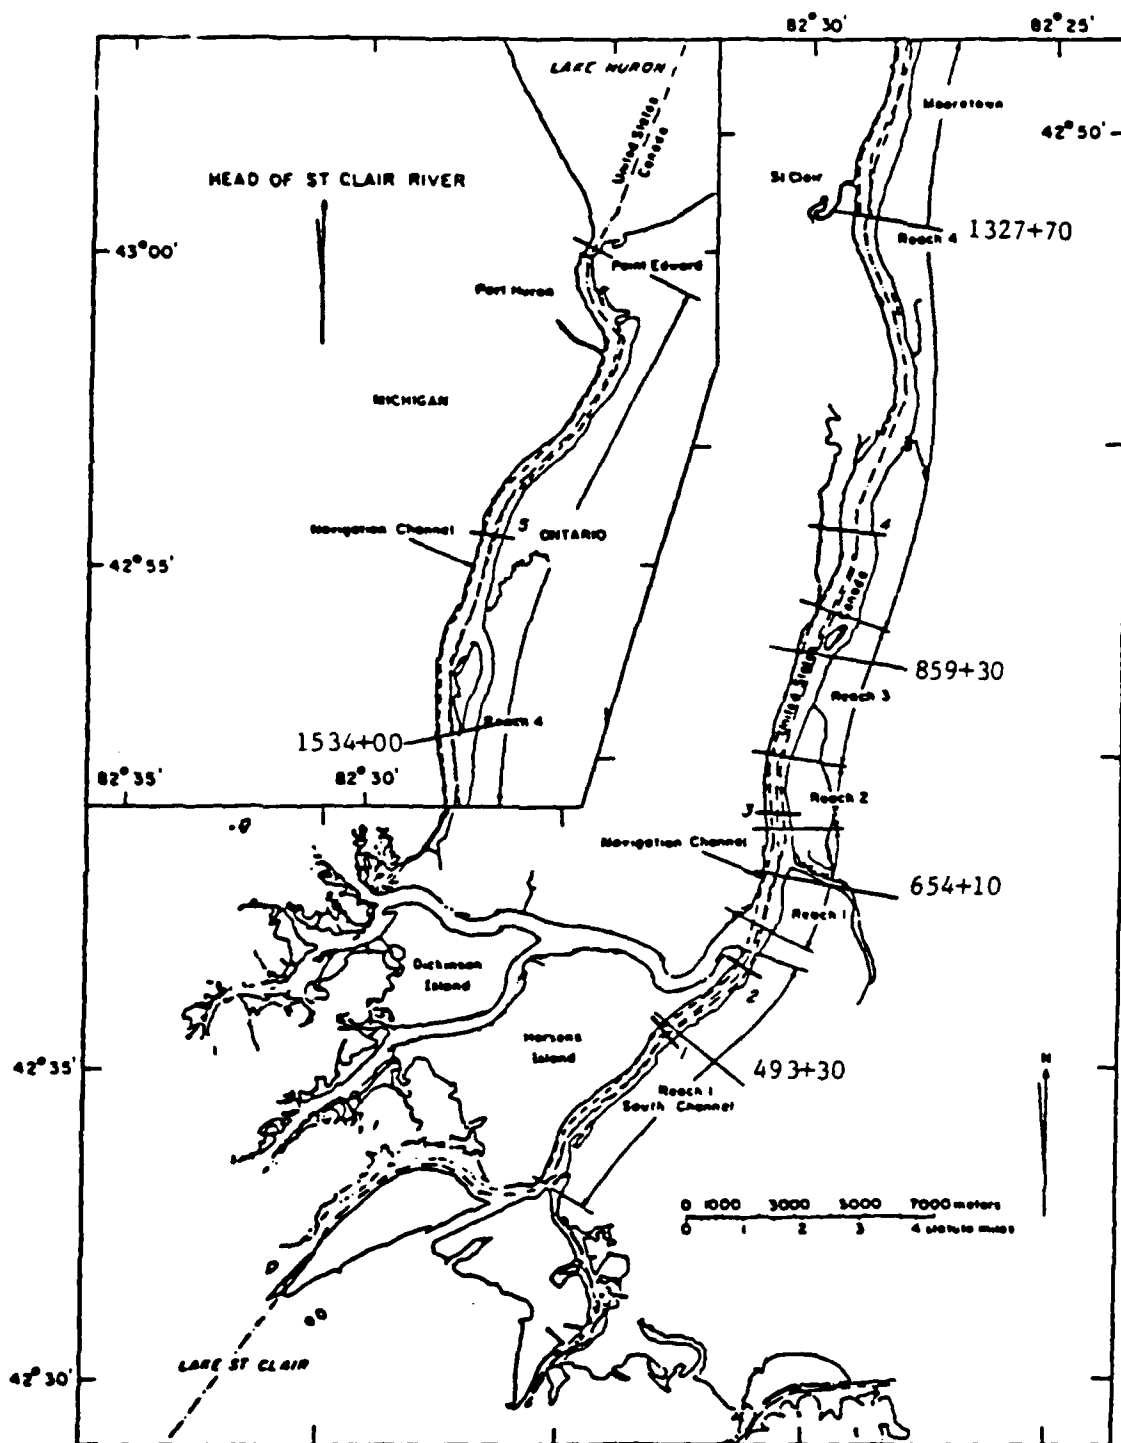 82° 30'
82° 25'
LAKE HURON
United States
Canada
Mooretown
42° 50'
HEAD OF ST CLAIR RIVER
St Clair
Reach 4
1327+70
43° 00'
Point Edward
Port Huron
MICHIGAN
Navigation Channel
5
ONTARIO
4
42° 55'
Canada
859+30
United States
Reach 3
Reach 4
1534+00
82° 35'
82° 30'
Reach 2
3
Navigation Channel
654+10
Reach 1
Dickinson
Island
2
Harsens
Island
1
493+30
N
42° 35'
Reach 1
South Channel
0 1000 3000 5000 7000 meters
0 1 2 3 4 statute miles
LAKE ST CLAIR
42° 30'